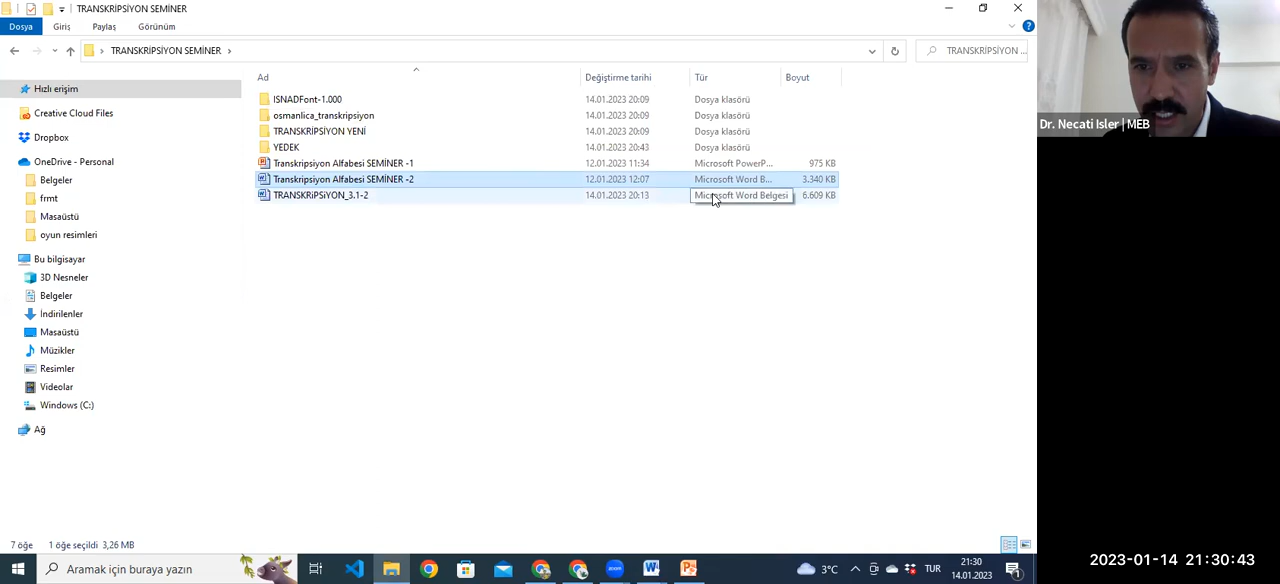 TRANSKRİPSİYON SEMİNER
Dosya Giriş Paylaş Görünüm
TRANSKRİPSİYON SEMİNER
TRANSKRİPSİYON ...
Ad Değiştirme tarihi Tür Boyut
Hızlı erişim
Creative Cloud Files
Dropbox
OneDrive - Personal
Belgeler
frmt
Masaüstü
oyun resimleri
Bu bilgisayar
3D Nesneler
Belgeler
İndirilenler
Masaüstü
Müzikler
Resimler
Videolar
Windows (C:)
Ağ
ISNADFont-1.000 14.01.2023 20:09 Dosya klasörü
osmanlica_transkripsiyon 14.01.2023 20:09 Dosya klasörü
TRANSKRİPSİYON YENİ 14.01.2023 20:09 Dosya klasörü
YEDEK 14.01.2023 20:43 Dosya klasörü
Transkripsiyon Alfabesi SEMİNER -1 12.01.2023 11:34 Microsoft PowerP... 975 KB
Transkripsiyon Alfabesi SEMİNER -2 12.01.2023 12:07 Microsoft Word B... 3.340 KB
TRANSKRiPSiYON_3.1-2 14.01.2023 20:13 Microsoft Word Belgesi 6.609 KB
Dr. Necati Isler | MEB
7 öğe 1 öğe seçildi 3,26 MB
Aramak için buraya yazın
3°C
TUR
21:30
14.01.2023
2023-01-14 21:30:43